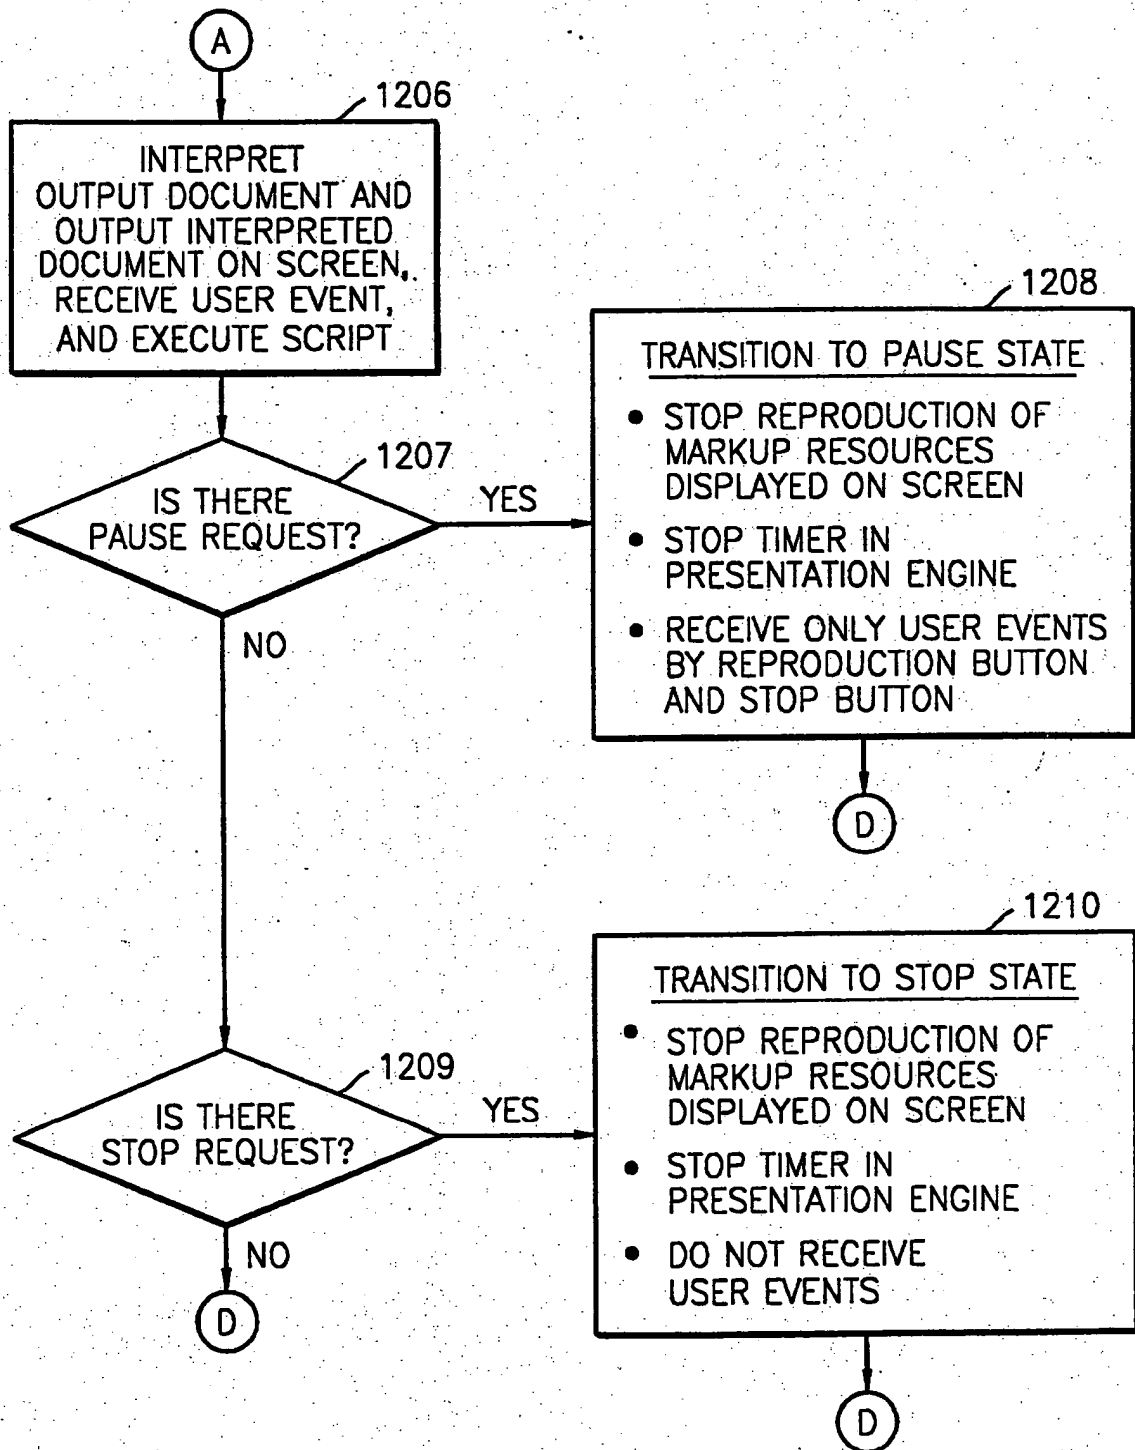 A
1206
INTERPRET
OUTPUT DOCUMENT AND
OUTPUT INTERPRETED
DOCUMENT ON SCREEN,
RECEIVE USER EVENT,
AND EXECUTE SCRIPT
1207
IS THERE
PAUSE REQUEST?
YES
NO
1208
TRANSITION TO PAUSE STATE
• STOP REPRODUCTION OF
MARKUP RESOURCES
DISPLAYED ON SCREEN
• STOP TIMER IN
PRESENTATION ENGINE
• RECEIVE ONLY USER EVENTS
BY REPRODUCTION BUTTON
AND STOP BUTTON
D
1209
IS THERE
STOP REQUEST?
YES
NO
D
1210
TRANSITION TO STOP STATE
• STOP REPRODUCTION OF
MARKUP RESOURCES
DISPLAYED ON SCREEN
• STOP TIMER IN
PRESENTATION ENGINE
• DO NOT RECEIVE
USER EVENTS
D